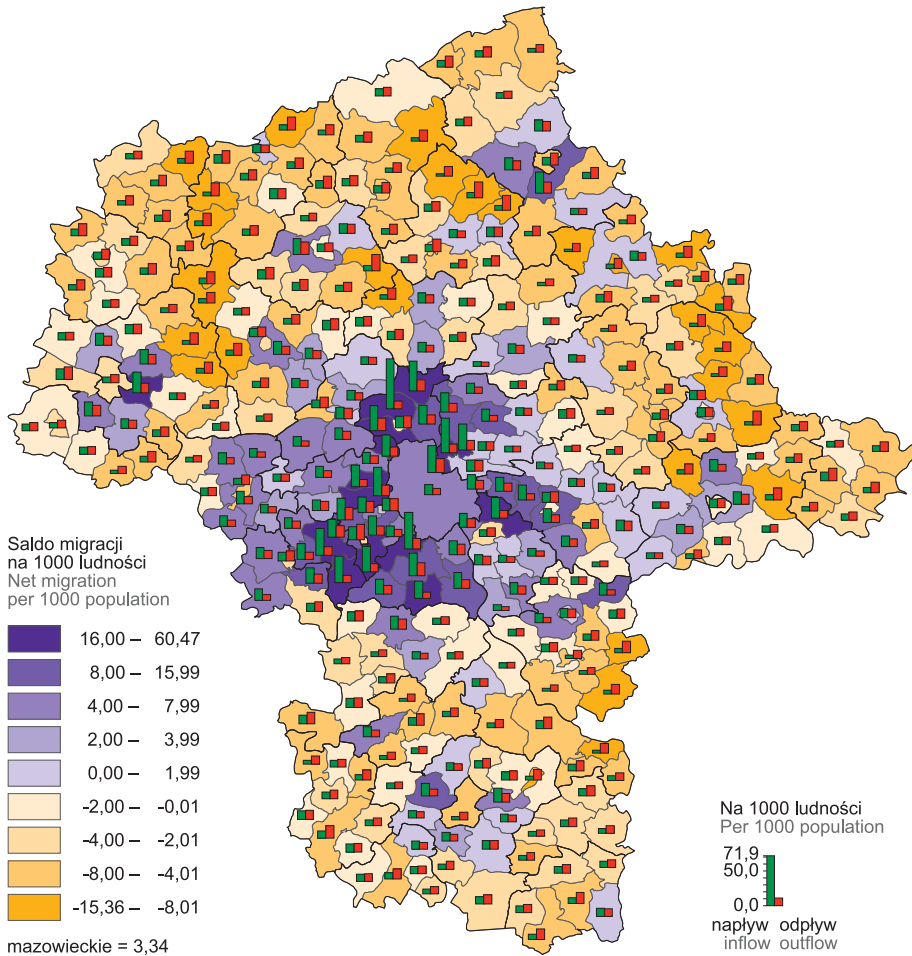 Saldo migracji
na 1000 ludności
Net migration
per 1000 population
16,00 – 60,47
8,00 – 15,99
4,00 – 7,99
2,00 – 3,99
0,00 – 1,99
-2,00 – -0,01
-4,00 – -2,01
-8,00 – -4,01
-15,36 – -8,01
mazowieckie = 3,34
Na 1000 ludności
Per 1000 population
71,9
50,0
0,0
napływ odpływ
inflow outflow